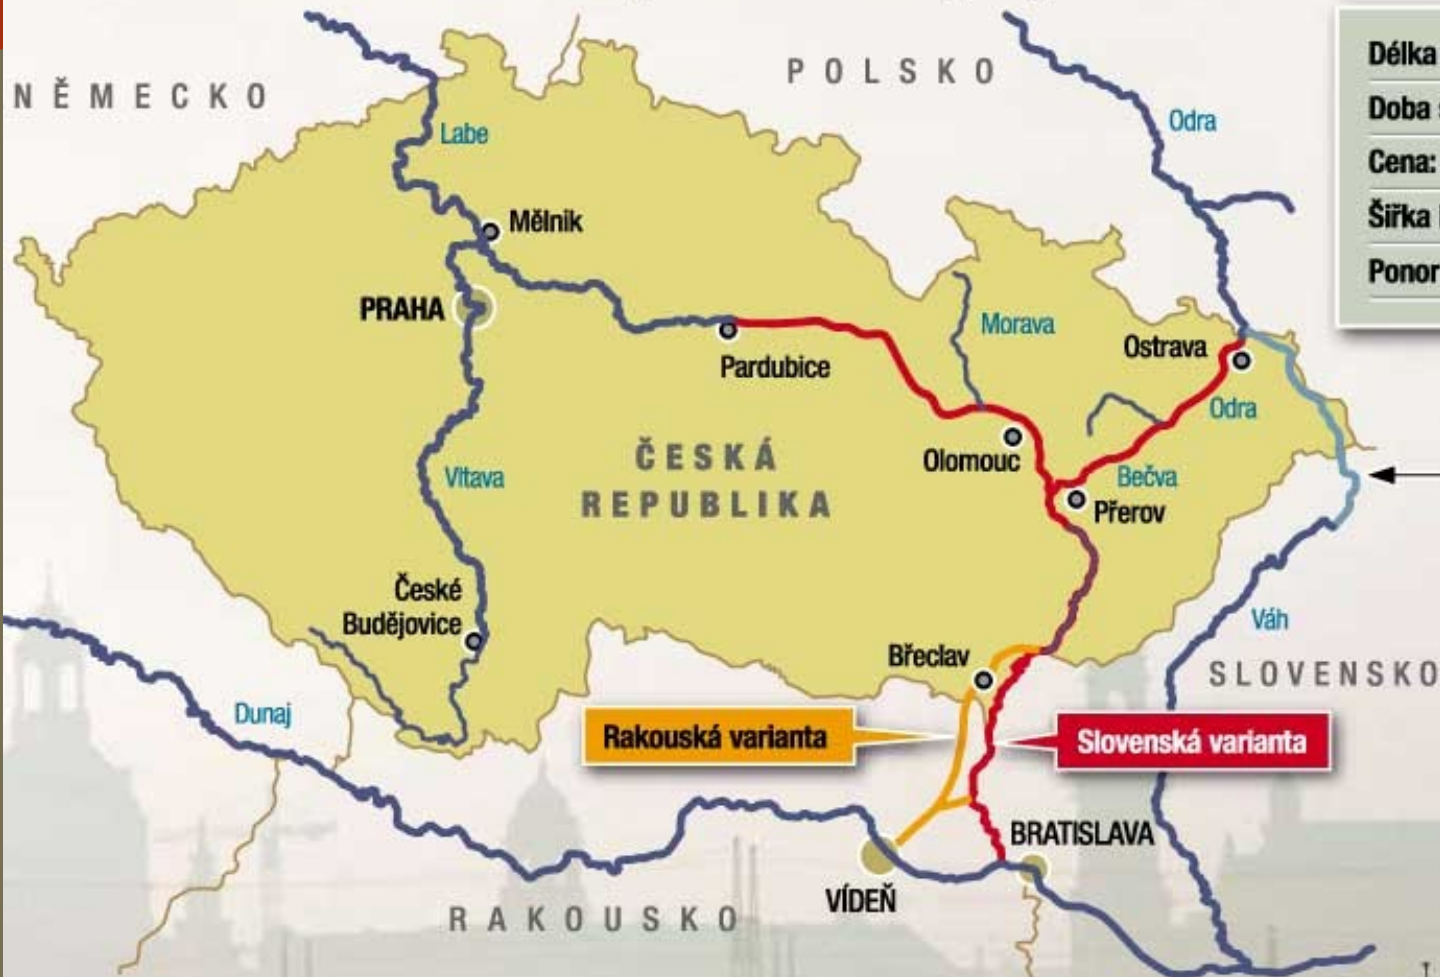 NĚMECKO
POLSKO
Délka
Doba
Cena:
Šířka
Ponor
Labe
Odra
Mělnik
PRAHA
Morava
Ostrava
Pardubice
Odra
ČESKÁ
REPUBLIKA
Olomouc
Bečva
Přerov
Vltava
České
Budějovice
Váh
Břeclav
SLOVENSKO
Dunaj
Rakouská varianta
Slovenská varianta
BRATISLAVA
VÍDEŇ
RAKOUSKO